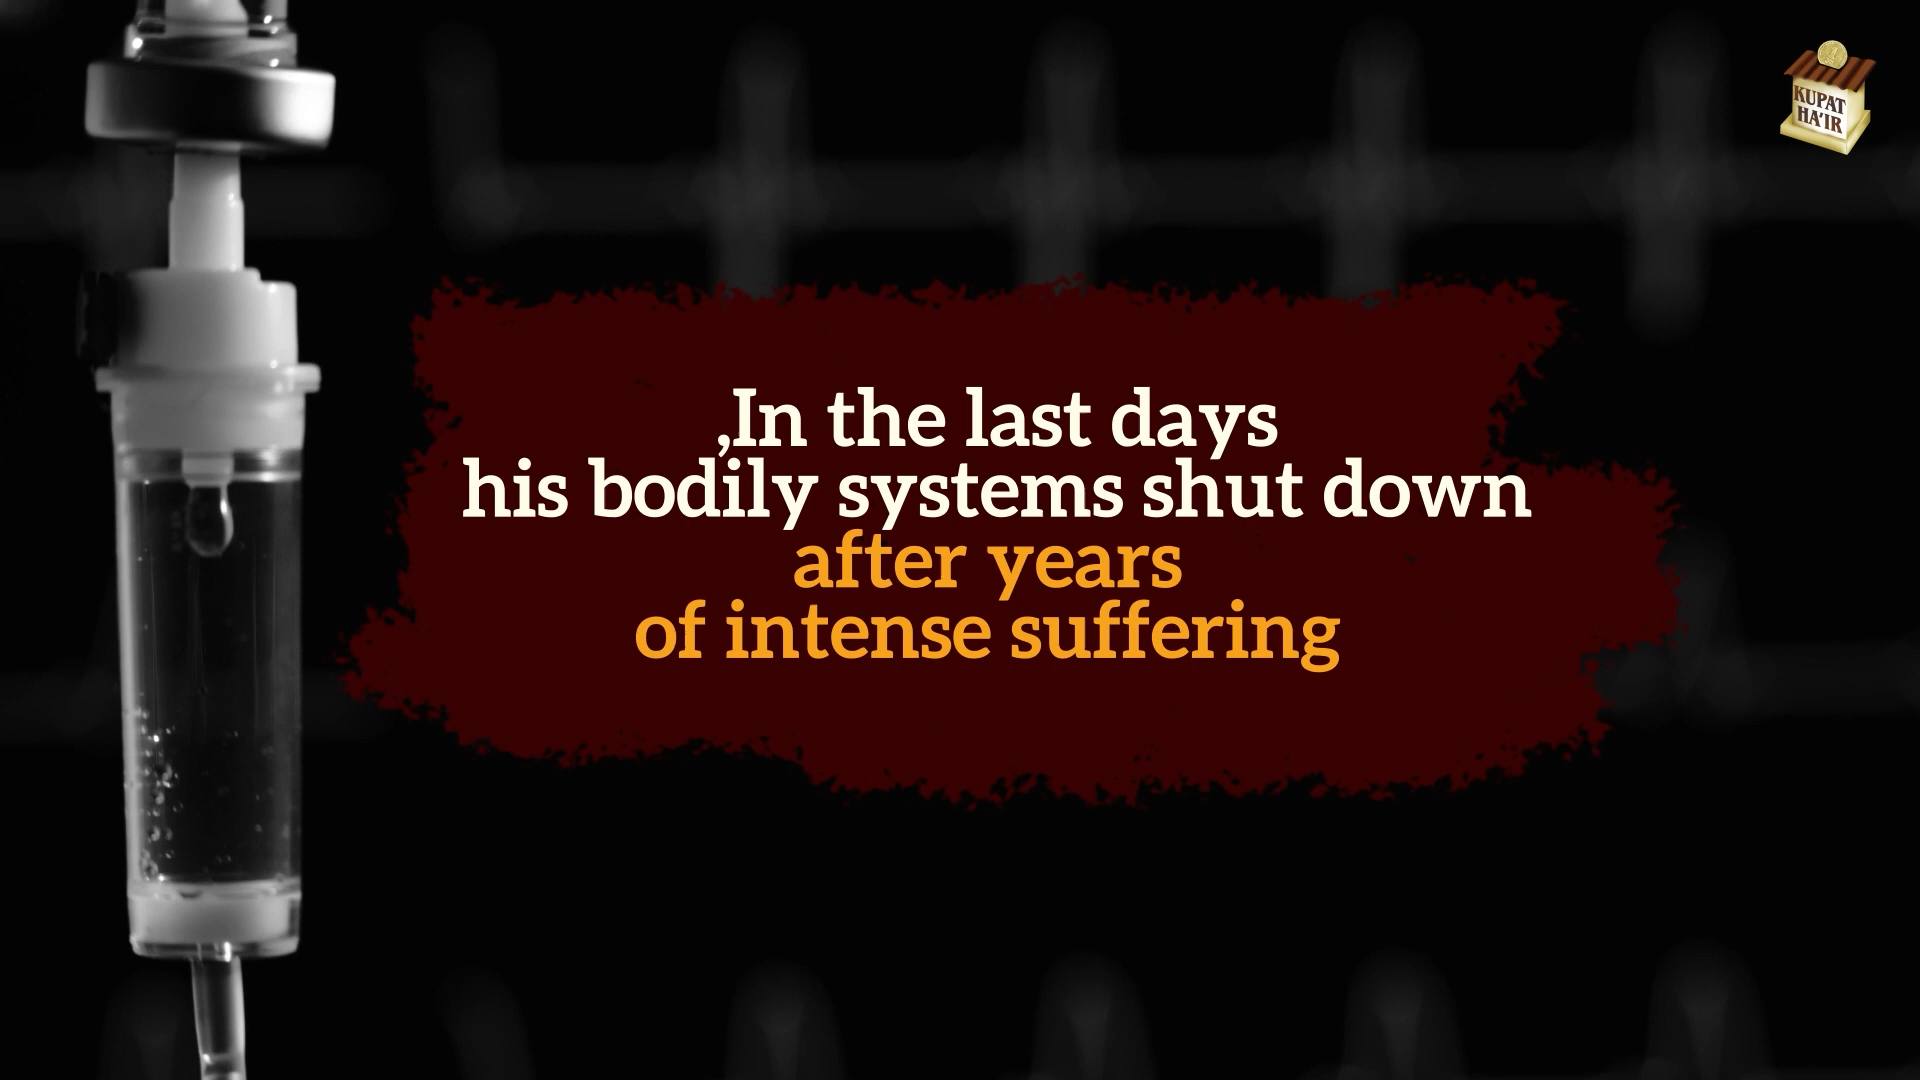 ,In the last days
his bodily systems shut down
after years
of intense suffering
KUPAT
HA'IR